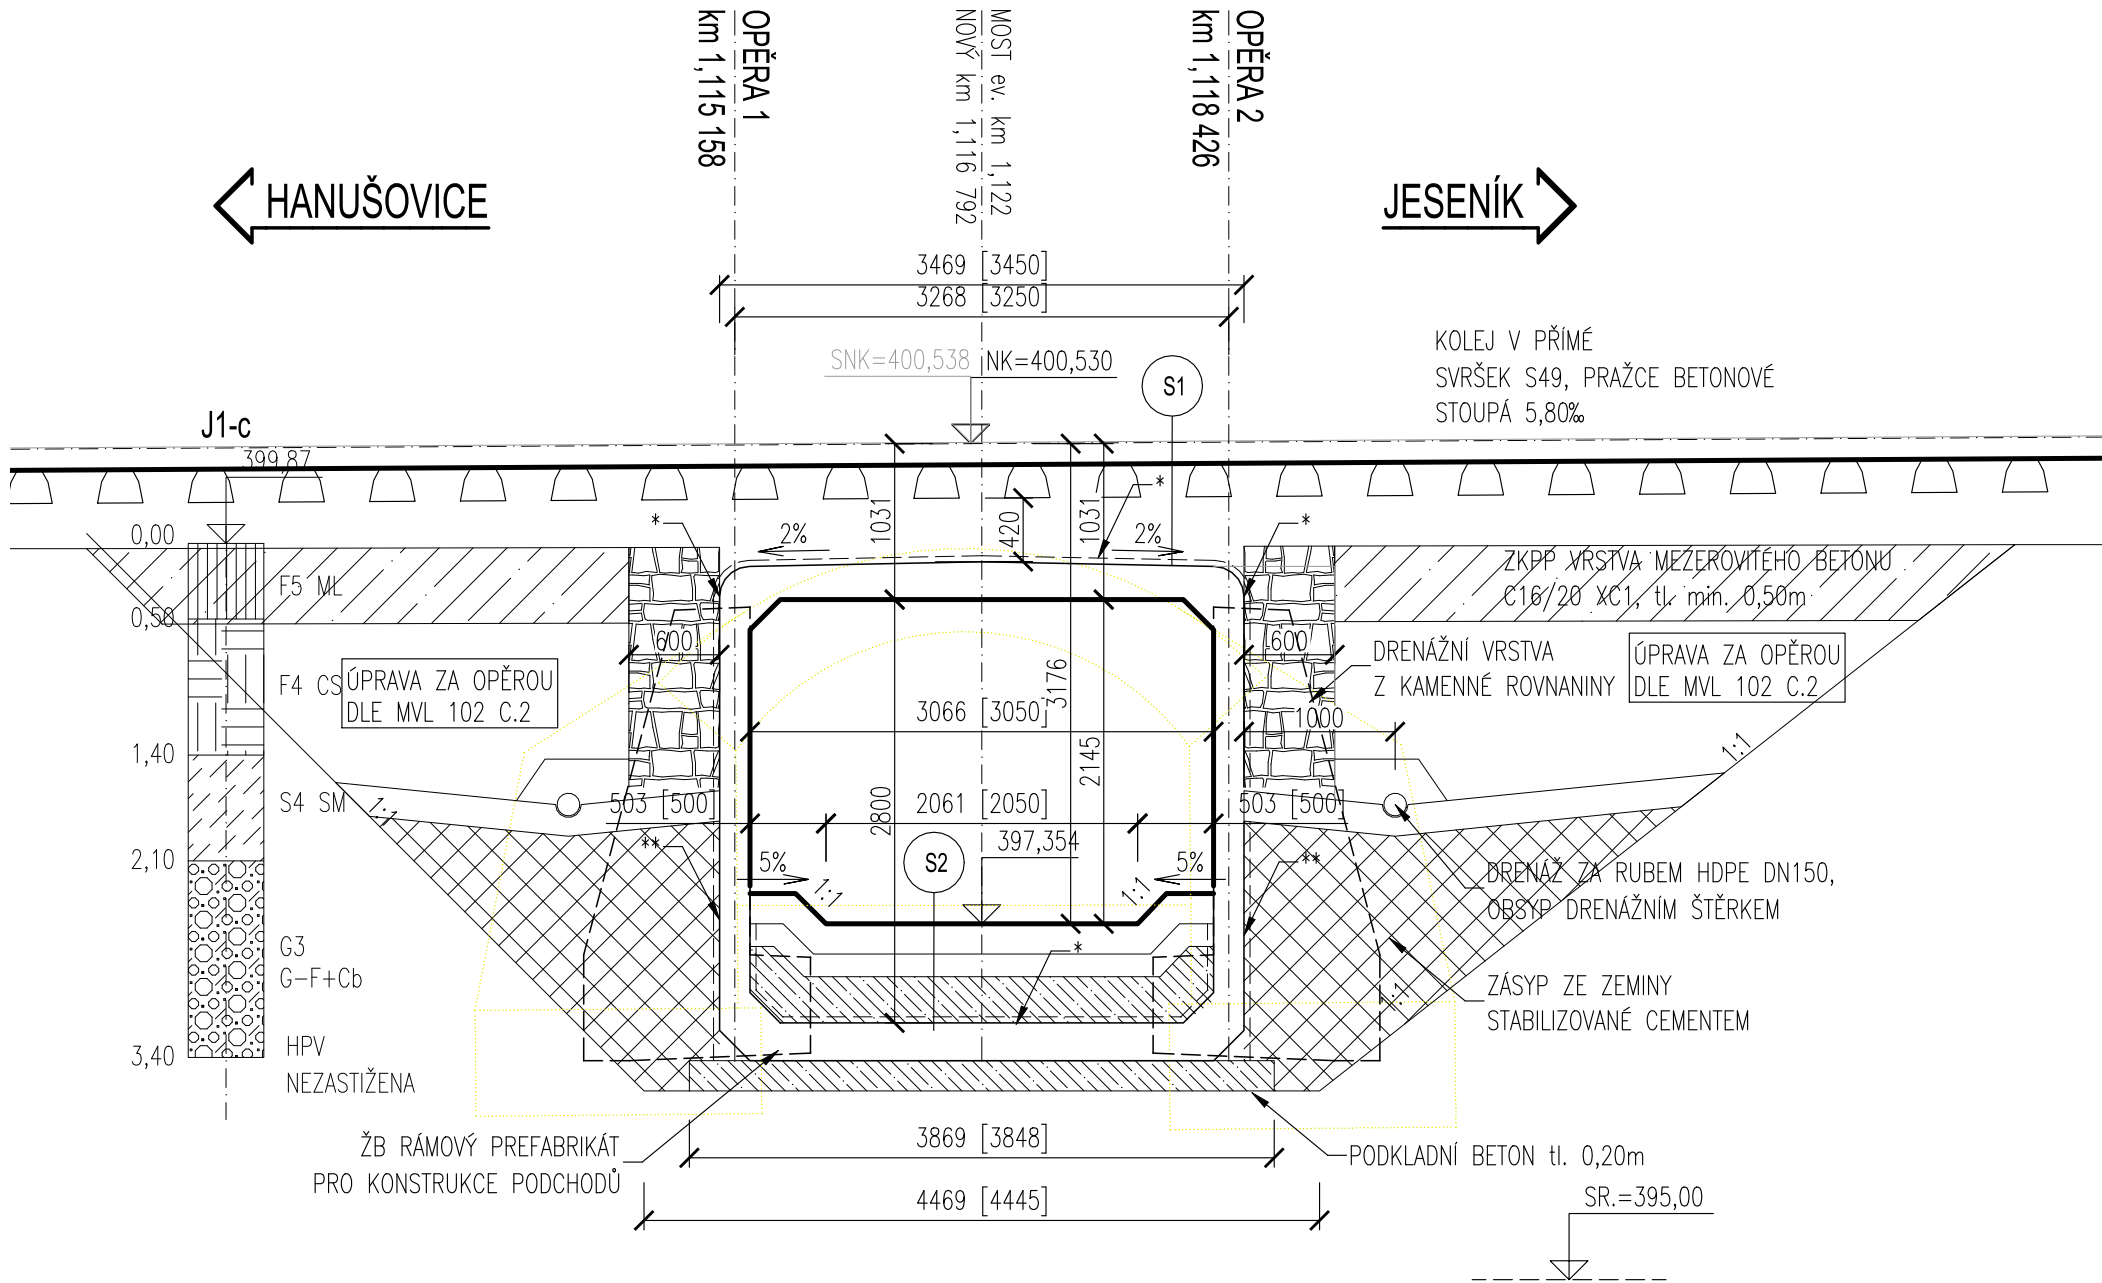 OPĚRA 1
km 1,115 158
MOST ev. km 1,122
NOVÝ km 1,116 792
OPĚRA 2
km 1,118 426
HANUŠOVICE
JESENÍK
3469 [3450]
3268 [3250]
SNK=400,538
NK=400,530
S1
KOLEJ V PŘÍMÉ
SVRŠEK S49, PRAŽCE BETONOVÉ
STOUPÁ 5,80‰
J1-c
399,87
0,00
0,50
1,40
2,10
3,40
F5 ML
F4 CS
S4 SM
G3
G-F+Cb
HPV
NEZASTIŽENA
ÚPRAVA ZA OPĚROU
DLE MVL 102 C.2
*
2%
1031
420
1031
*
2%
*
ZKPP VRSTVA MEZEROVITÉHO BETONU
C16/20 XC1, tl. min. 0,50m
600
600
DRENÁŽNÍ VRSTVA
Z KAMENNÉ ROVNANINY
ÚPRAVA ZA OPĚROU
DLE MVL 102 C.2
3066 [3050]
3176
1000
2145
2800
1:1
1:1
503 [500]
2061 [2050]
503 [500]
**
5%
1:1
S2
397,354
1:1
5%
**
DRENÁŽ ZA RUBEM HDPE DN150,
OBSYP DRENÁŽNÍM ŠTĚRKEM
*
1:1
ZÁSYP ZE ZEMINY
STABILIZOVANÉ CEMENTEM
ŽB RÁMOVÝ PREFABRIKÁT
PRO KONSTRUKCE PODCHODŮ
3869 [3848]
PODKLADNÍ BETON tl. 0,20m
4469 [4445]
SR.=395,00